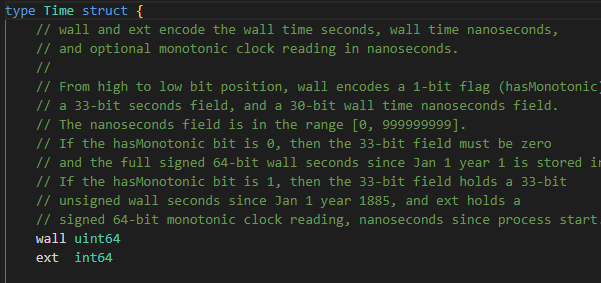 type Time struct {
// wall and ext encode the wall time seconds, wall time nanoseconds,
// and optional monotonic clock reading in nanoseconds.
//
// From high to low bit position, wall encodes a 1-bit flag (hasMonotonic)
// a 33-bit seconds field, and a 30-bit wall time nanoseconds field.
// The nanoseconds field is in the range [0, 999999999].
// If the hasMonotonic bit is 0, then the 33-bit field must be zero
// and the full signed 64-bit wall seconds since Jan 1 year 1 is stored i
// If the hasMonotonic bit is 1, then the 33-bit field holds a 33-bit
// unsigned wall seconds since Jan 1 year 1885, and ext holds a
// signed 64-bit monotonic clock reading, nanoseconds since process start
wall uint64
ext int64